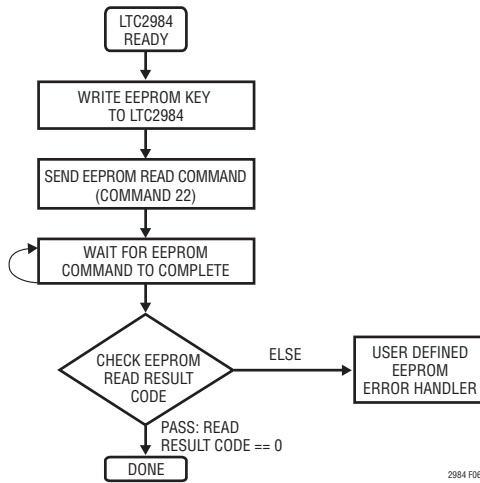 LTC2984
READY
WRITE EEPROM KEY
TO LTC2984
SEND EEPROM READ COMMAND
(COMMAND 22)
WAIT FOR EEPROM
COMMAND TO COMPLETE
CHECK EEPROM
READ RESULT
CODE
ELSE
USER DEFINED
EEPROM
ERROR HANDLER
PASS: READ
RESULT CODE == 0
DONE
2984 F06